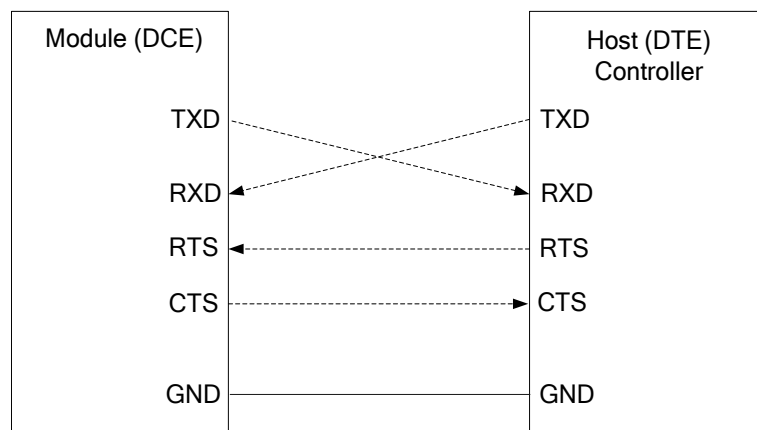 Module (DCE)
TXD
RXD
RTS
CTS
GND
Host (DTE)
Controller
TXD
RXD
RTS
CTS
GND